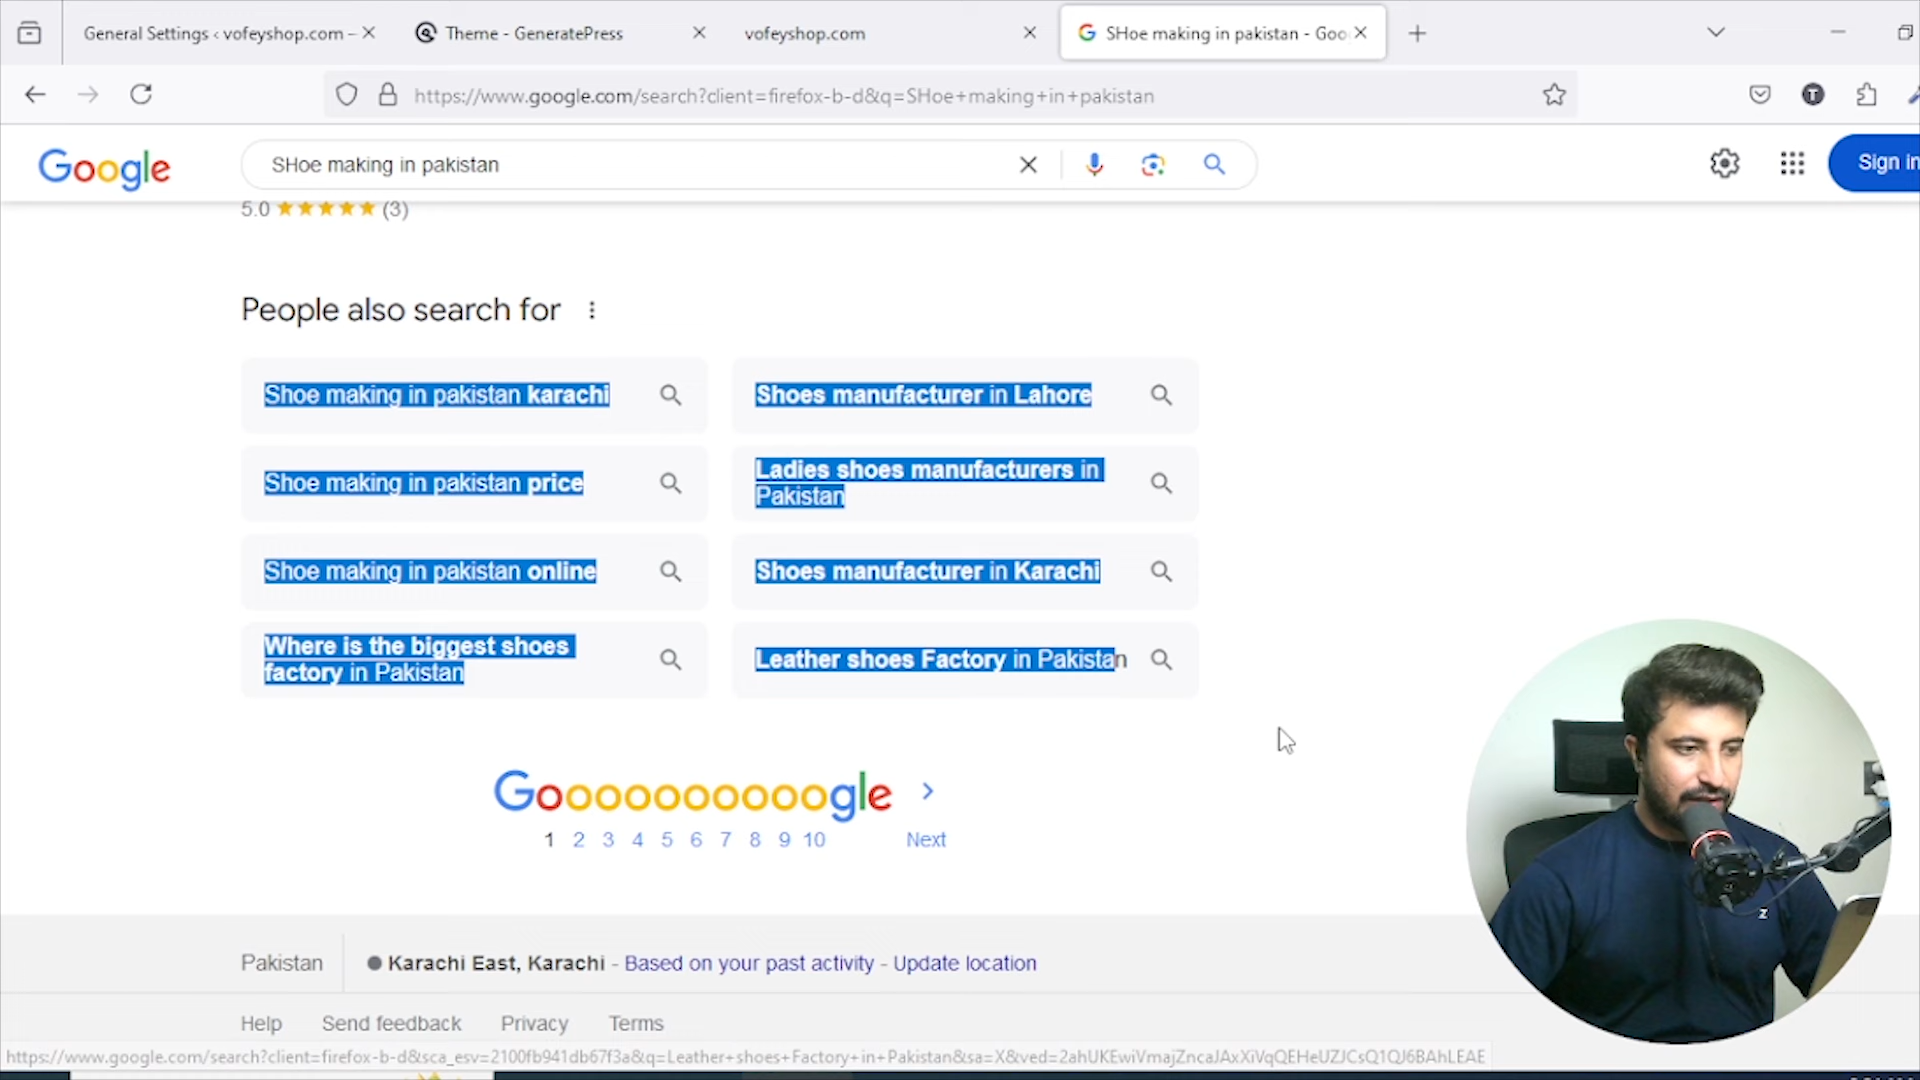 General Settings ‹ vofeyshop.com –
Theme - GeneratePress
vofeyshop.com
SHoe making in pakistan - Goo
https://www.google.com/search?client=firefox-b-d&q=SHoe+making+in+pakistan
T
Google
SHoe making in pakistan
Sign in
5.0
(3)
People also search for
Shoe making in pakistan karachi
Shoes manufacturer in Lahore
Shoe making in pakistan price
Ladies shoes manufacturers in
Pakistan
Shoe making in pakistan online
Shoes manufacturer in Karachi
Where is the biggest shoes
factory in Pakistan
Leather shoes Factory in Pakistan
Goooooooooogle
1 2 3 4 5 6 7 8 9 10 Next
Pakistan
Karachi East, Karachi - Based on your past activity - Update location
Help Send feedback Privacy Terms
https://www.google.com/search?client=firefox-b-d&sca_esv=2100fb941db67f3a&q=Leather+shoes+Factory+in+Pakistan&sa=X&ved=2ahUKEwiVmajZncaJAxXiVqQEHeUZJCsQ1QJ6BAhLEAE
z